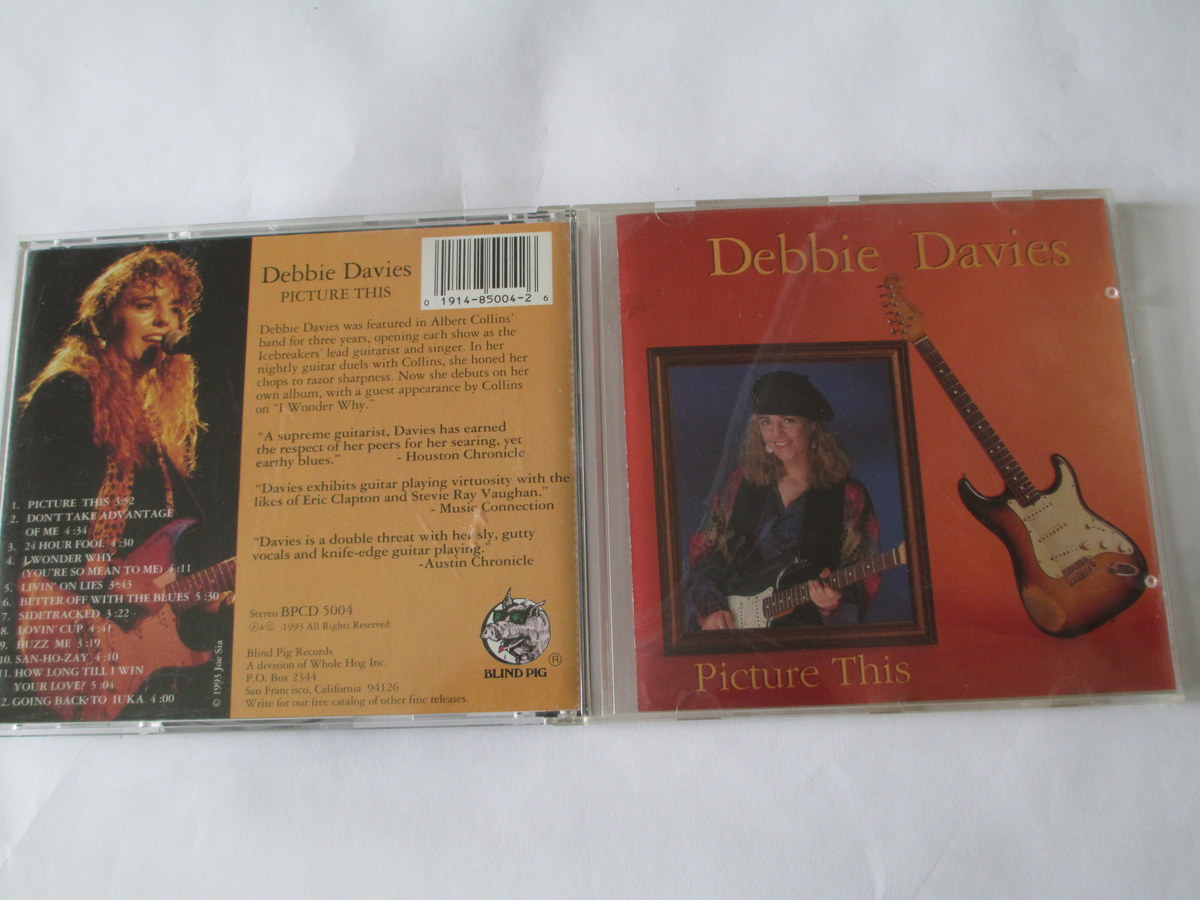 Debbie Davies
PICTURE THIS
0 1914-85004-2 6
Debbie Davies was featured in Albert Collins'
band for three years, opening each show as the
Icebreakers' lead guitarist and singer. In her
nightly guitar duels with Collins, she honed her
chops to razor sharpness. Now she debuts on her
own album, with a guest appearance by Collins
on "I Wonder Why."
"A supreme guitarist, Davies has earned
the respect of her peers for her searing, yet
earthy blues." - Houston Chronicle
"Davies exhibits guitar playing virtuosity with the
likes of Eric Clapton and Stevie Ray Vaughan."
- Music Connection
"Davies is a double threat with her sly, gutty
vocals and knife-edge guitar playing."
-Austin Chronicle
1. PICTURE THIS 3:52
2. DON'T TAKE ADVANTAGE
OF ME 4:34
3. 24 HOUR FOOL 4:30
4. I WONDER WHY
(YOU'RE SO MEAN TO ME) 4:11
5. LIVIN' ON LIES 3:43
6. BETTER OFF WITH THE BLUES 5:30
7. SIDETRACKED 3:22
8. LOVIN' CUP 4:41
9. BUZZ ME 3:19
10. SAN-HO-ZAY 4:10
11. HOW LONG TILL I WIN
YOUR LOVE? 5:04
2. GOING BACK TO IUKA 4:00
© 1993 Joe Sia
Stereo BPCD 5004
℗&© 1993 All Rights Reserved
Blind Pig Records
A division of Whole Hog Inc.
P.O. Box 2344
San Francisco, California 94126
Write for our free catalog of other fine releases.
BLIND PIG ®
Debbie Davies
Picture This